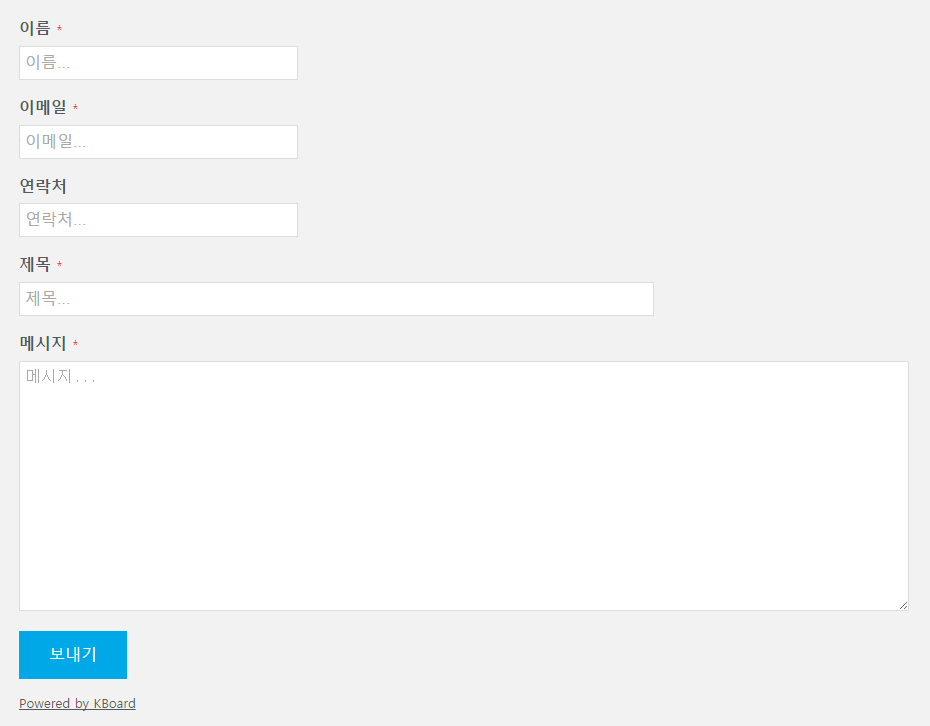 이름 *
이름...
이메일 *
이메일...
연락처
연락처...
제목 *
제목...
메시지 *
메시지...
보내기
Powered by KBoard